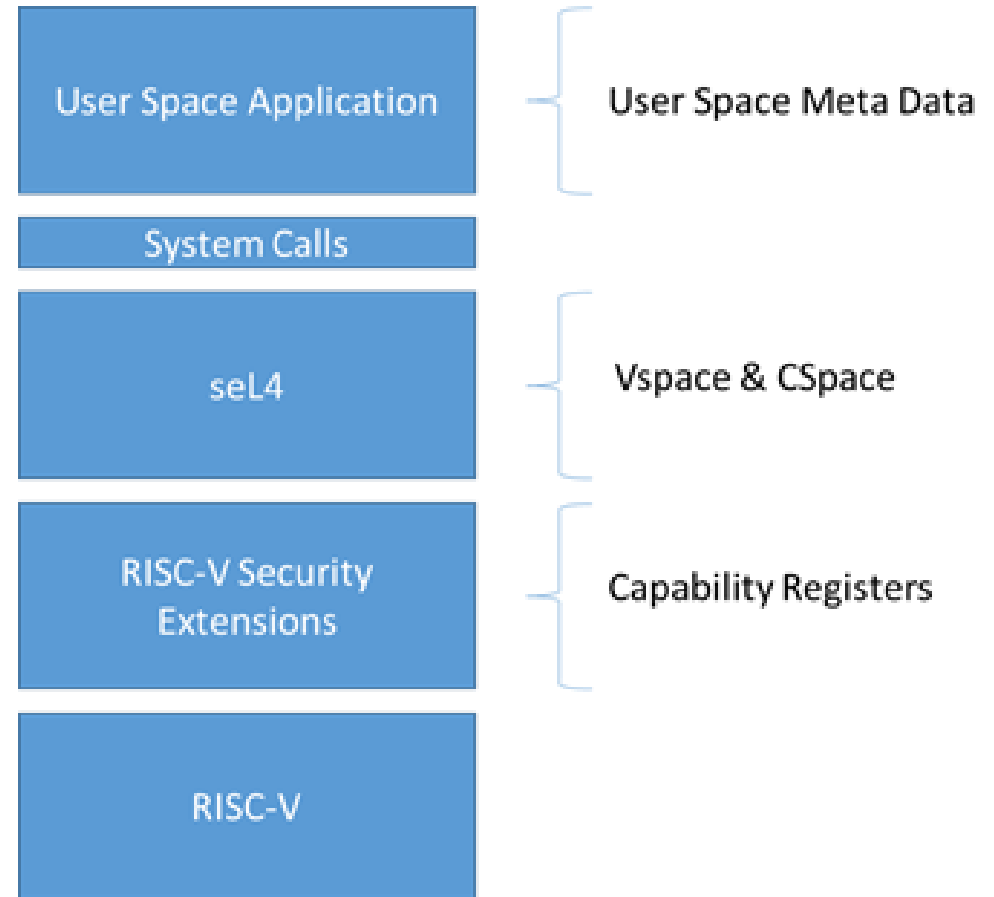 User Space Application
User Space Meta Data
System Calls
seL4
Vspace & CSpace
RISC-V Security
Extensions
Capability Registers
RISC-V